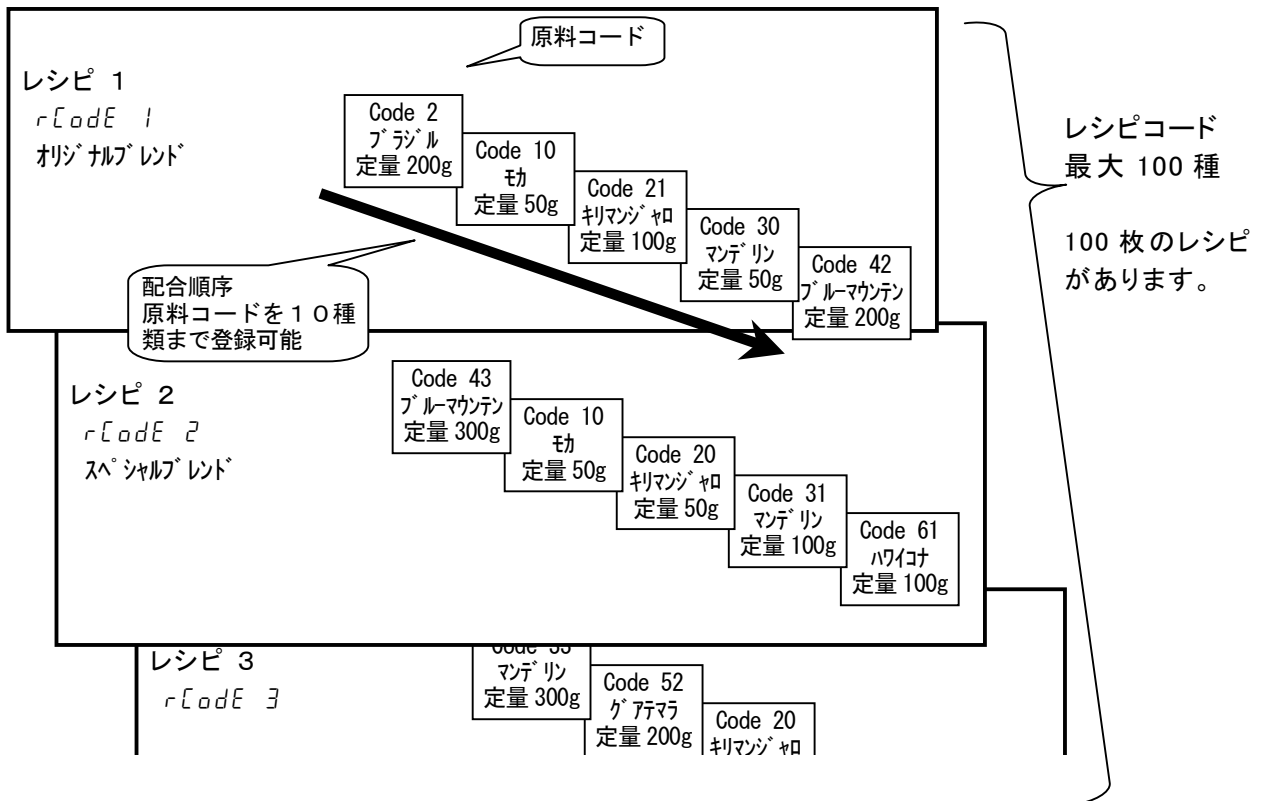 原料コード
レシピ 1
rCodE 1
オリジナルブレンド
Code 2
ブラジル
定量 200g
Code 10
モカ
定量 50g
Code 21
キリマンジャロ
定量 100g
Code 30
マンデリン
定量 50g
Code 42
ブルーマウンテン
定量 200g
配合順序
原料コードを１０種
類まで登録可能
レシピコード
最大 100 種
100 枚のレシピ
があります。
レシピ 2
rCodE 2
スペシャルブレンド
Code 43
ブルーマウンテン
定量 300g
Code 10
モカ
定量 50g
Code 20
キリマンジャロ
定量 50g
Code 31
マンデリン
定量 100g
Code 61
ハワイコナ
定量 100g
レシピ 3
rCodE 3
マンデリン
定量 300g
Code 52
グアテマラ
定量 200g
Code 20
キリマンジャロ